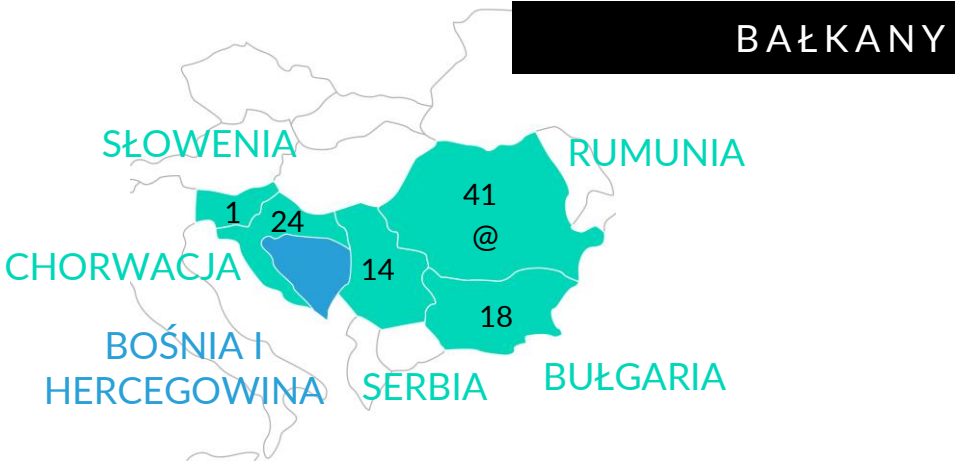 BAŁKANY
SŁOWENIA
RUMUNIA
41
1
24
@
CHORWACJA
14
18
BOŚNIA I
HERCEGOWINA
SERBIA
BUŁGARIA